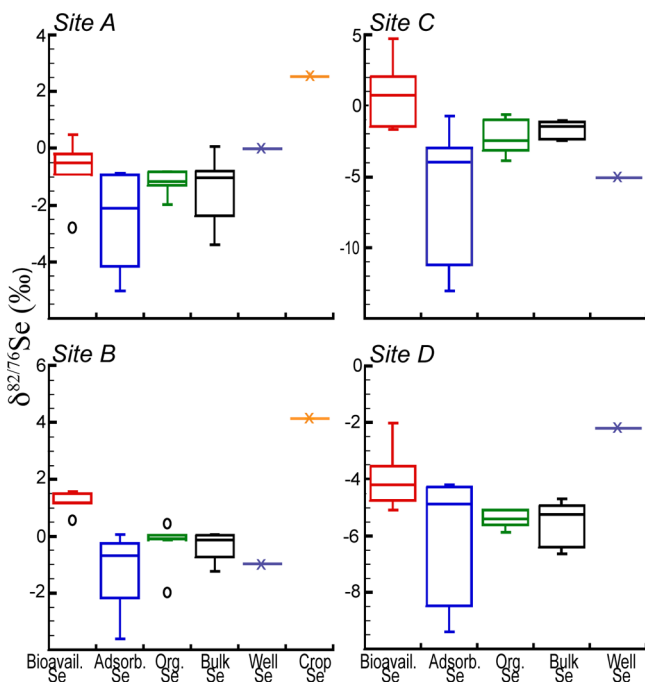 Site A
4
2
0
-2
-4
Site C
5
0
-5
-10
δ82/76Se (‰)
Site B
6
4
2
0
-2
Bioavail. Se
Adsorb. Se
Org. Se
Bulk Se
Well Se
Crop Se
Site D
0
-2
-4
-6
-8
Bioavail. Se
Adsorb. Se
Org. Se
Bulk Se
Well Se